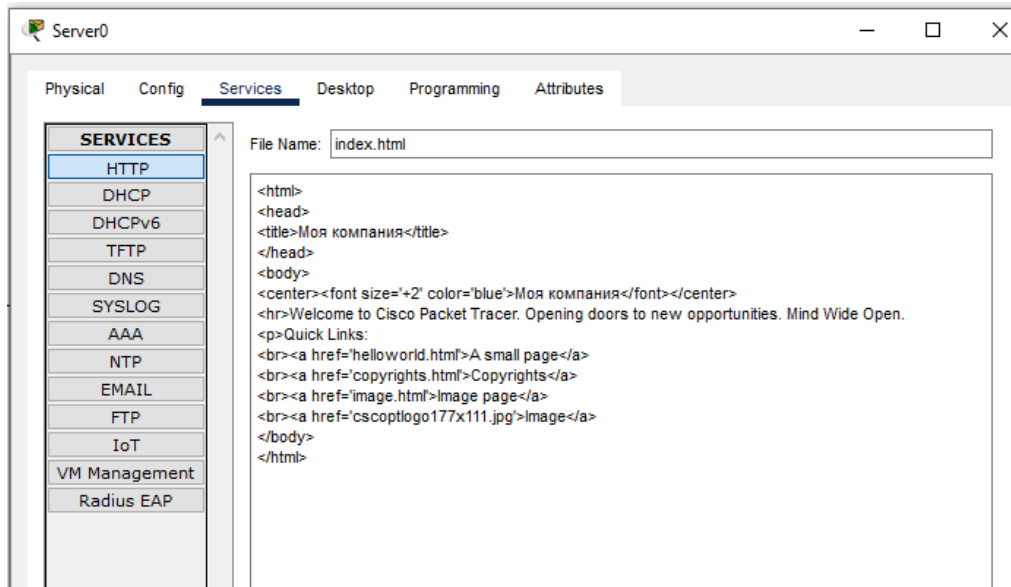 Server0
Physical Config Services Desktop Programming Attributes
SERVICES
HTTP
DHCP
DHCPv6
TFTP
DNS
SYSLOG
AAA
NTP
EMAIL
FTP
IoT
VM Management
Radius EAP
File Name: index.html
<html>
<head>
<title>Моя компания</title>
</head>
<body>
<center><font size='+2' color='blue'>Моя компания</font></center>
<hr>Welcome to Cisco Packet Tracer. Opening doors to new opportunities. Mind Wide Open.
<p>Quick Links:
<br><a href='helloworld.html'>A small page</a>
<br><a href='copyrights.html'>Copyrights</a>
<br><a href='image.html'>Image page</a>
<br><a href='cscoptlogo177x111.jpg'>Image</a>
</body>
</html>